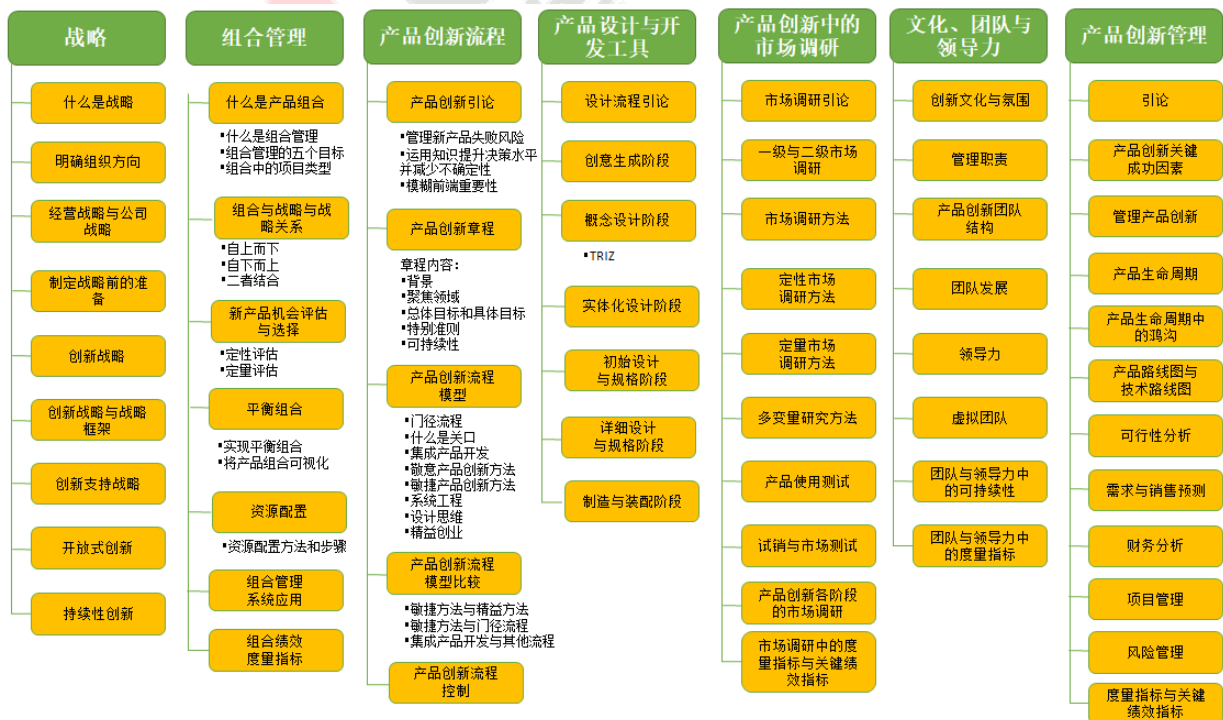 战略
什么是战略
明确组织方向
经营战略与公司
战略
制定战略前的准
备
创新战略
创新战略与战略
框架
创新支持战略
开放式创新
持续性创新
组合管理
什么是产品组合
▪什么是组合管理
▪组合管理的五个目标
▪组合中的项目类型
组合与战略与战
略关系
▪自上而下
▪自下而上
▪二者结合
新产品机会评估
与选择
▪定性评估
▪定量评估
平衡组合
▪实现平衡组合
▪将产品组合可视化
资源配置
▪资源配置方法和步骤
组合管理
系统应用
组合绩效
度量指标
产品创新流程
产品创新引论
▪管理新产品失败风险
▪运用知识提升决策水平
并减少不确定性
▪模糊前端重要性
产品创新章程
章程内容:
▪背景
▪聚焦领域
▪总体目标和具体目标
▪特别准则
▪可持续性
产品创新流程
模型
▪门径流程
▪什么是关口
▪集成产品开发
▪敬意产品创新方法
▪敏捷产品创新方法
▪系统工程
▪设计思维
▪精益创业
产品创新流程
模型比较
▪敏捷方法与精益方法
▪敏捷方法与门径流程
▪集成产品开发与其他流程
产品创新流程
控制
产品设计与开
发工具
设计流程引论
创意生成阶段
概念设计阶段
▪TRIZ
实体化设计阶段
初始设计
与规格阶段
详细设计
与规格阶段
制造与装配阶段
产品创新中的
市场调研
市场调研引论
一级与二级市场
调研
市场调研方法
定性市场
调研方法
定量市场
调研方法
多变量研究方法
产品使用测试
试销与市场测试
产品创新各阶段
的市场调研
市场调研中的度
量指标与关键绩
效指标
文化、团队与
领导力
创新文化与氛围
管理职责
产品创新团队
结构
团队发展
领导力
虚拟团队
团队与领导力中
的可持续性
团队与领导力中
的度量指标
产品创新管理
引论
产品创新关键
成功因素
管理产品创新
产品生命周期
产品生命周期中
的鸿沟
产品路线图与
技术路线图
可行性分析
需求与销售预测
财务分析
项目管理
风险管理
度量指标与关键
绩效指标